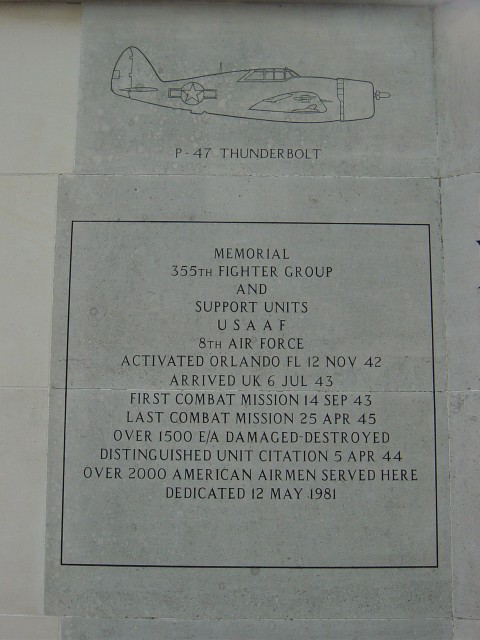 P-47 THUNDERBOLT
MEMORIAL
355TH FIGHTER GROUP
AND
SUPPORT UNITS
U S A A F
8TH AIR FORCE
ACTIVATED ORLANDO FL 12 NOV 42
ARRIVED UK 6 JUL 43
FIRST COMBAT MISSION 14 SEP 43
LAST COMBAT MISSION 25 APR 45
OVER 1500 E/A DAMAGED-DESTROYED
DISTINGUISHED UNIT CITATION 5 APR 44
OVER 2000 AMERICAN AIRMEN SERVED HERE
DEDICATED 12 MAY 1981